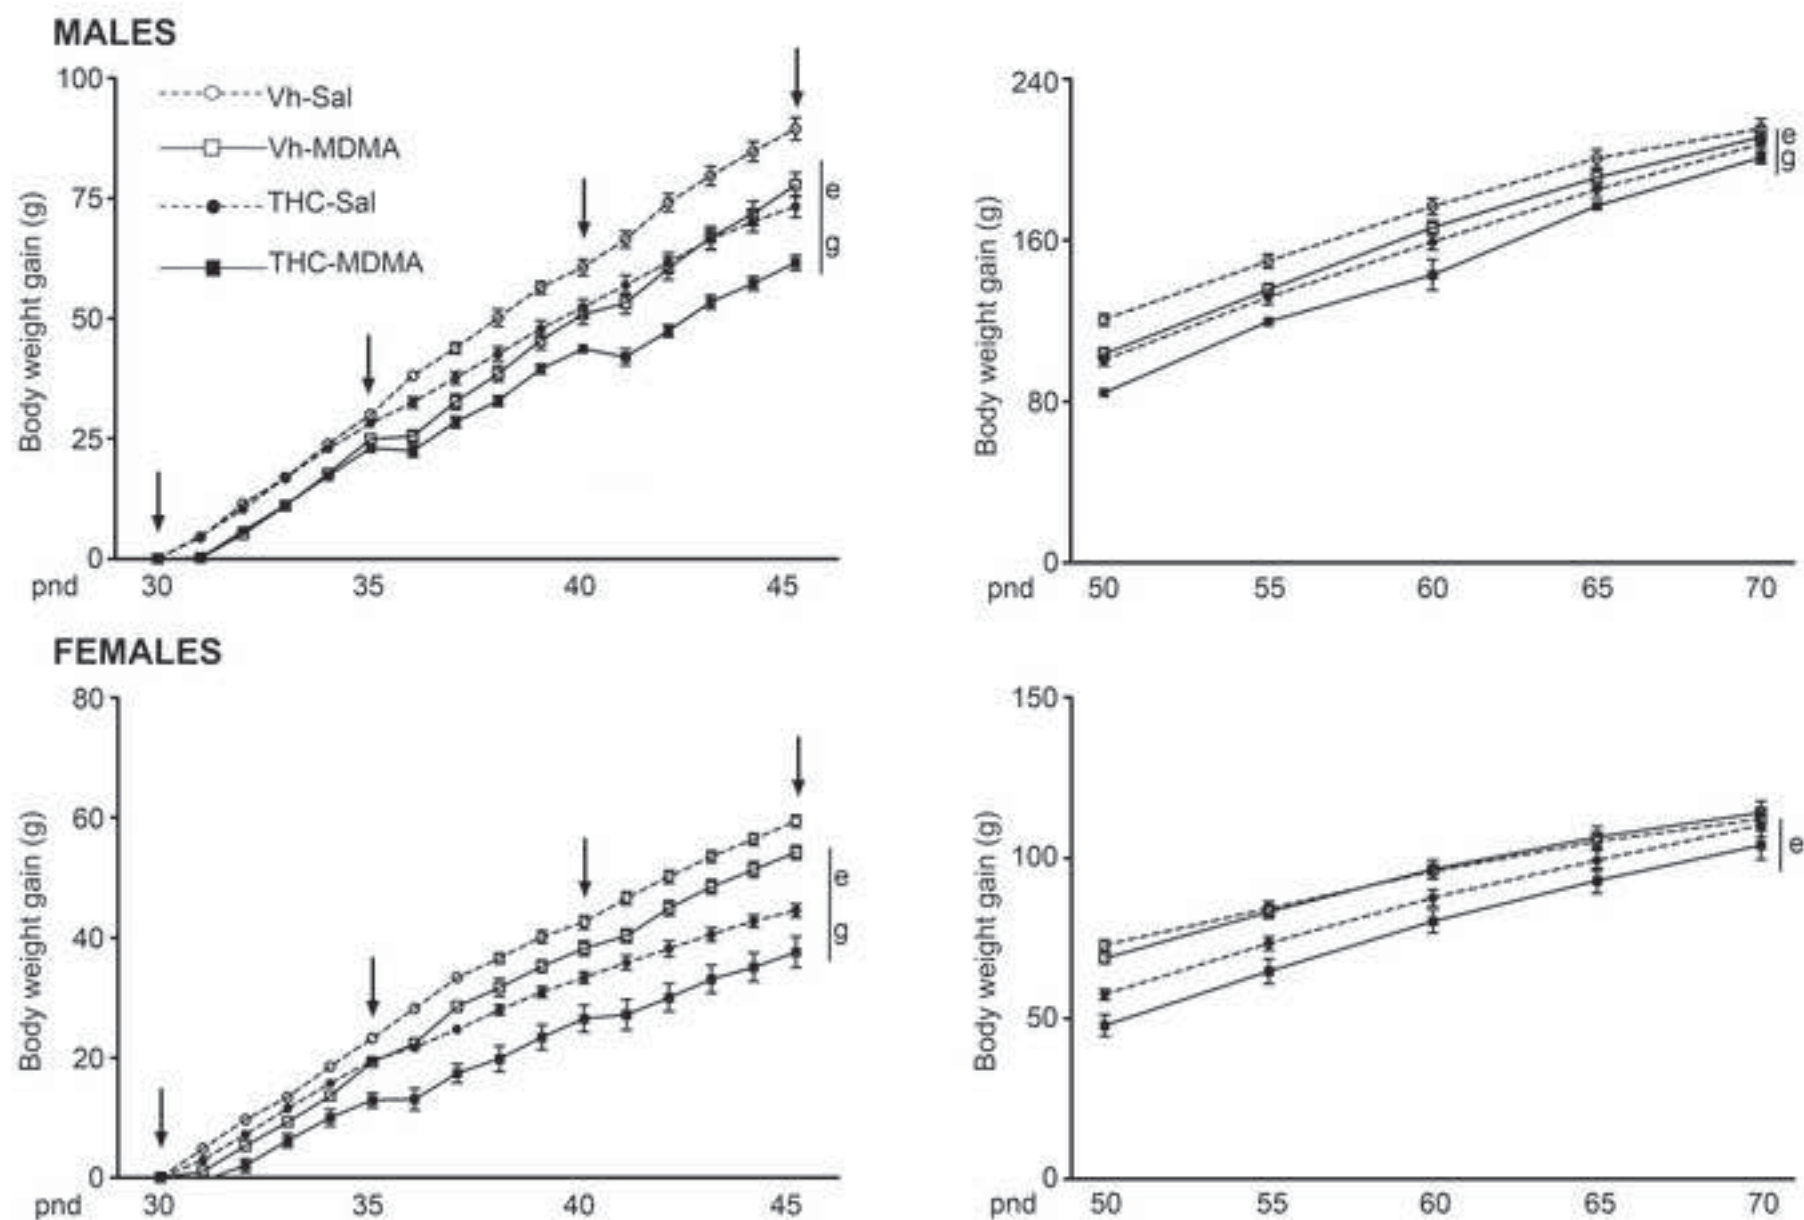 MALES
100
75
50
25
0
Body weight gain (g)
Vh-Sal
Vh-MDMA
THC-Sal
THC-MDMA
e
g
pnd 30 35 40 45
240
160
80
0
Body weight gain (g)
e
g
pnd 50 55 60 65 70
FEMALES
80
60
40
20
0
Body weight gain (g)
e
g
pnd 30 35 40 45
150
100
50
0
Body weight gain (g)
e
pnd 50 55 60 65 70